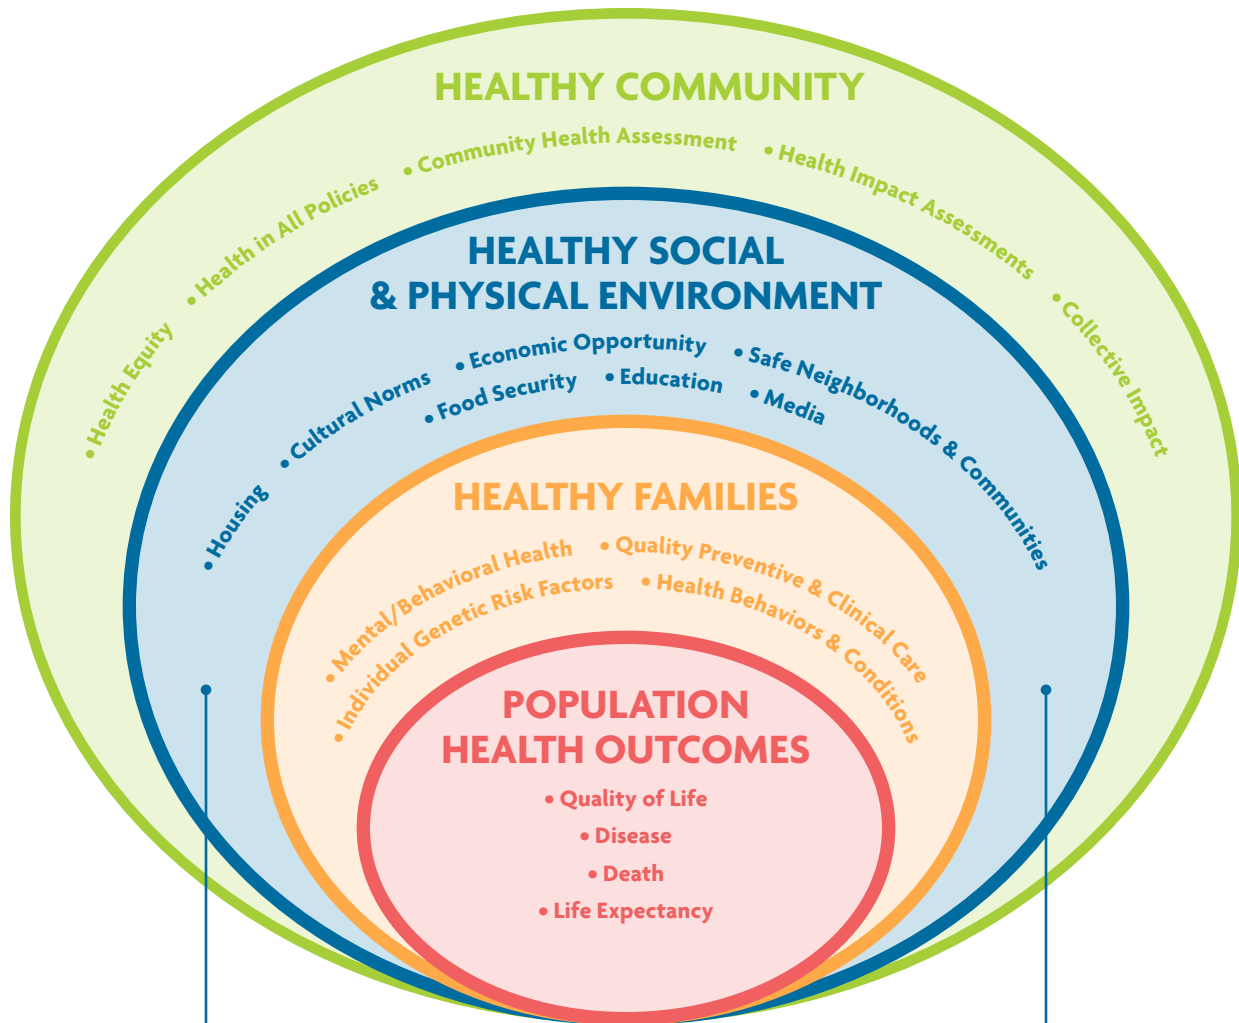 HEALTHY COMMUNITY
• Health Equity
• Health in All Policies
• Community Health Assessment
• Health Impact Assessments
• Collective Impact
HEALTHY SOCIAL
& PHYSICAL ENVIRONMENT
• Housing
• Cultural Norms
• Economic Opportunity
• Safe Neighborhoods & Communities
• Food Security
• Education
• Media
HEALTHY FAMILIES
• Mental/Behavioral Health
• Quality Preventive & Clinical Care
• Individual Genetic Risk Factors
• Health Behaviors & Conditions
POPULATION
HEALTH OUTCOMES
• Quality of Life
• Disease
• Death
• Life Expectancy